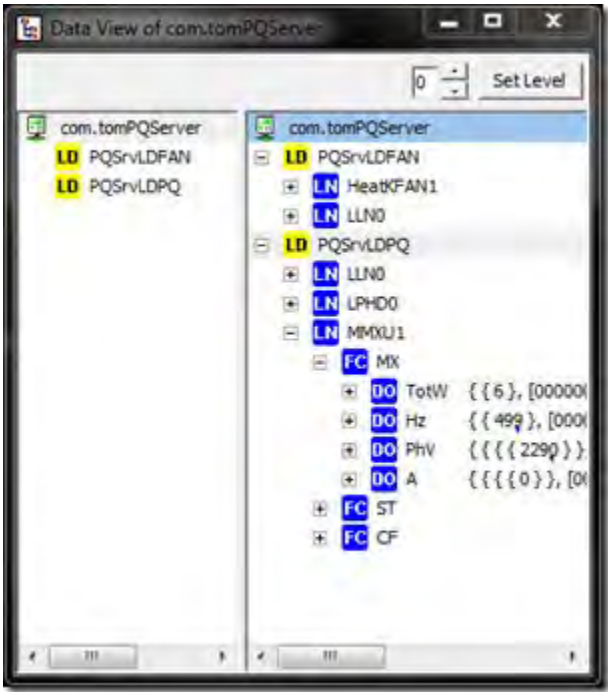 Data View of com.tomPQServer
0 Set Level
com.tomPQServer
LD PQSrvLDFAN
LD PQSrvLDPQ
com.tomPQServer
LD PQSrvLDFAN
LN HeatKFAN1
LN LLN0
LD PQSrvLDPQ
LN LLN0
LN LPHD0
LN MMXU1
FC MX
DO TotW { { 6 }, [000000
DO Hz { { 499 }, [000
DO PhV { { { { 2290 } },
DO A { { { { 0 } }, [00
FC ST
FC CF